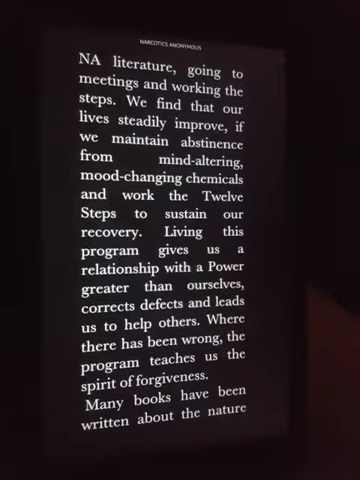 NARCOTICS ANONYMOUS
NA literature, going to
meetings and working the
steps. We find that our
lives steadily improve, if
we maintain abstinence
from mind-altering,
mood-changing chemicals
and work the Twelve
Steps to sustain our
recovery. Living this
program gives us a
relationship with a Power
greater than ourselves,
corrects defects and leads
us to help others. Where
there has been wrong, the
program teaches us the
spirit of forgiveness.
Many books have been
written about the nature